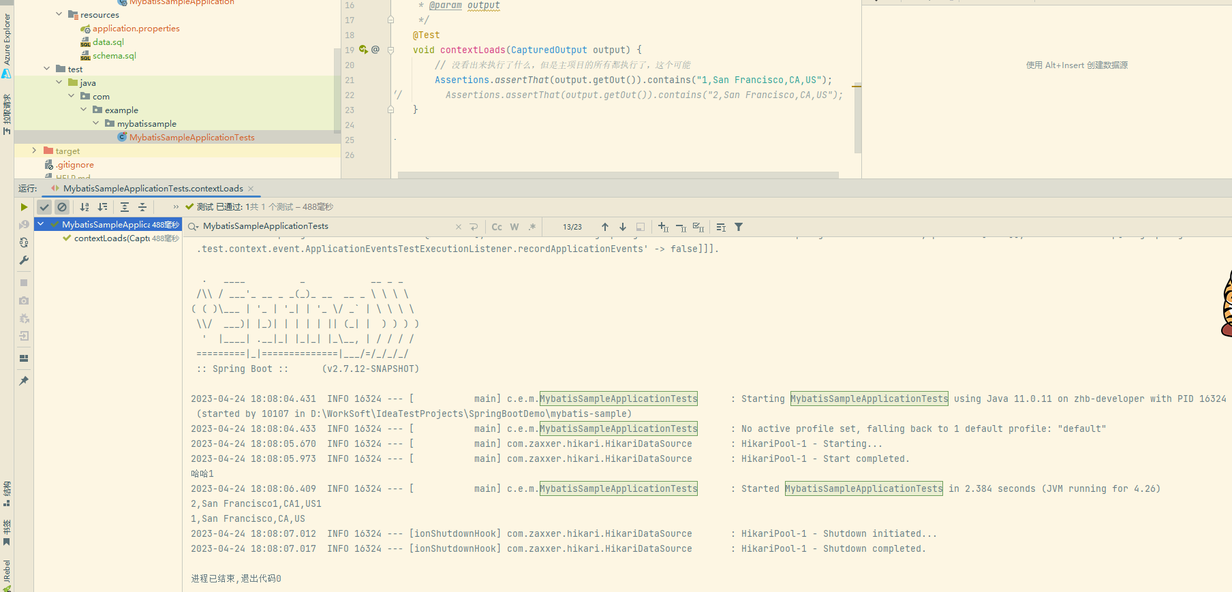 MybatisSampleApplication
resources
application.properties
data.sql
schema.sql
test
java
com
example
mybatissample
MybatisSampleApplicationTests
target
.gitignore
HELP.md
Azure Explorer
拉取请求
16 * @param output
17 */
18 @Test
19 void contextLoads(CapturedOutput output) {
20 // 没看出来执行了什么，但是主项目的所有都执行了，这个可能
21 Assertions.assertThat(output.getOut()).contains("1,San Francisco,CA,US");
22 // Assertions.assertThat(output.getOut()).contains("2,San Francisco,CA,US");
23 }
24
25
26
使用 Alt+Insert 创建数据源
运行: MybatisSampleApplicationTests.contextLoads ×
测试 已通过: 1共 1 个测试 – 488毫秒
MybatisSampleApplica 488毫秒
contextLoads(Captu 488毫秒
MybatisSampleApplicationTests
Cc W .* 13/23
.test.context.event.ApplicationEventsTestExecutionListener.recordApplicationEvents' -> false]]].
:: Spring Boot :: (v2.7.12-SNAPSHOT)
2023-04-24 18:08:04.431 INFO 16324 --- [ main] c.e.m.MybatisSampleApplicationTests : Starting MybatisSampleApplicationTests using Java 11.0.11 on zhb-developer with PID 16324
(started by 10107 in D:\WorkSoft\IdeaTestProjects\SpringBootDemo\mybatis-sample)
2023-04-24 18:08:04.433 INFO 16324 --- [ main] c.e.m.MybatisSampleApplicationTests : No active profile set, falling back to 1 default profile: "default"
2023-04-24 18:08:05.670 INFO 16324 --- [ main] com.zaxxer.hikari.HikariDataSource : HikariPool-1 - Starting...
2023-04-24 18:08:05.973 INFO 16324 --- [ main] com.zaxxer.hikari.HikariDataSource : HikariPool-1 - Start completed.
哈哈1
2023-04-24 18:08:06.409 INFO 16324 --- [ main] c.e.m.MybatisSampleApplicationTests : Started MybatisSampleApplicationTests in 2.384 seconds (JVM running for 4.26)
2,San Francisco1,CA1,US1
1,San Francisco,CA,US
2023-04-24 18:08:07.012 INFO 16324 --- [ionShutdownHook] com.zaxxer.hikari.HikariDataSource : HikariPool-1 - Shutdown initiated...
2023-04-24 18:08:07.017 INFO 16324 --- [ionShutdownHook] com.zaxxer.hikari.HikariDataSource : HikariPool-1 - Shutdown completed.
进程已结束,退出代码0
结构
书签
JRebel